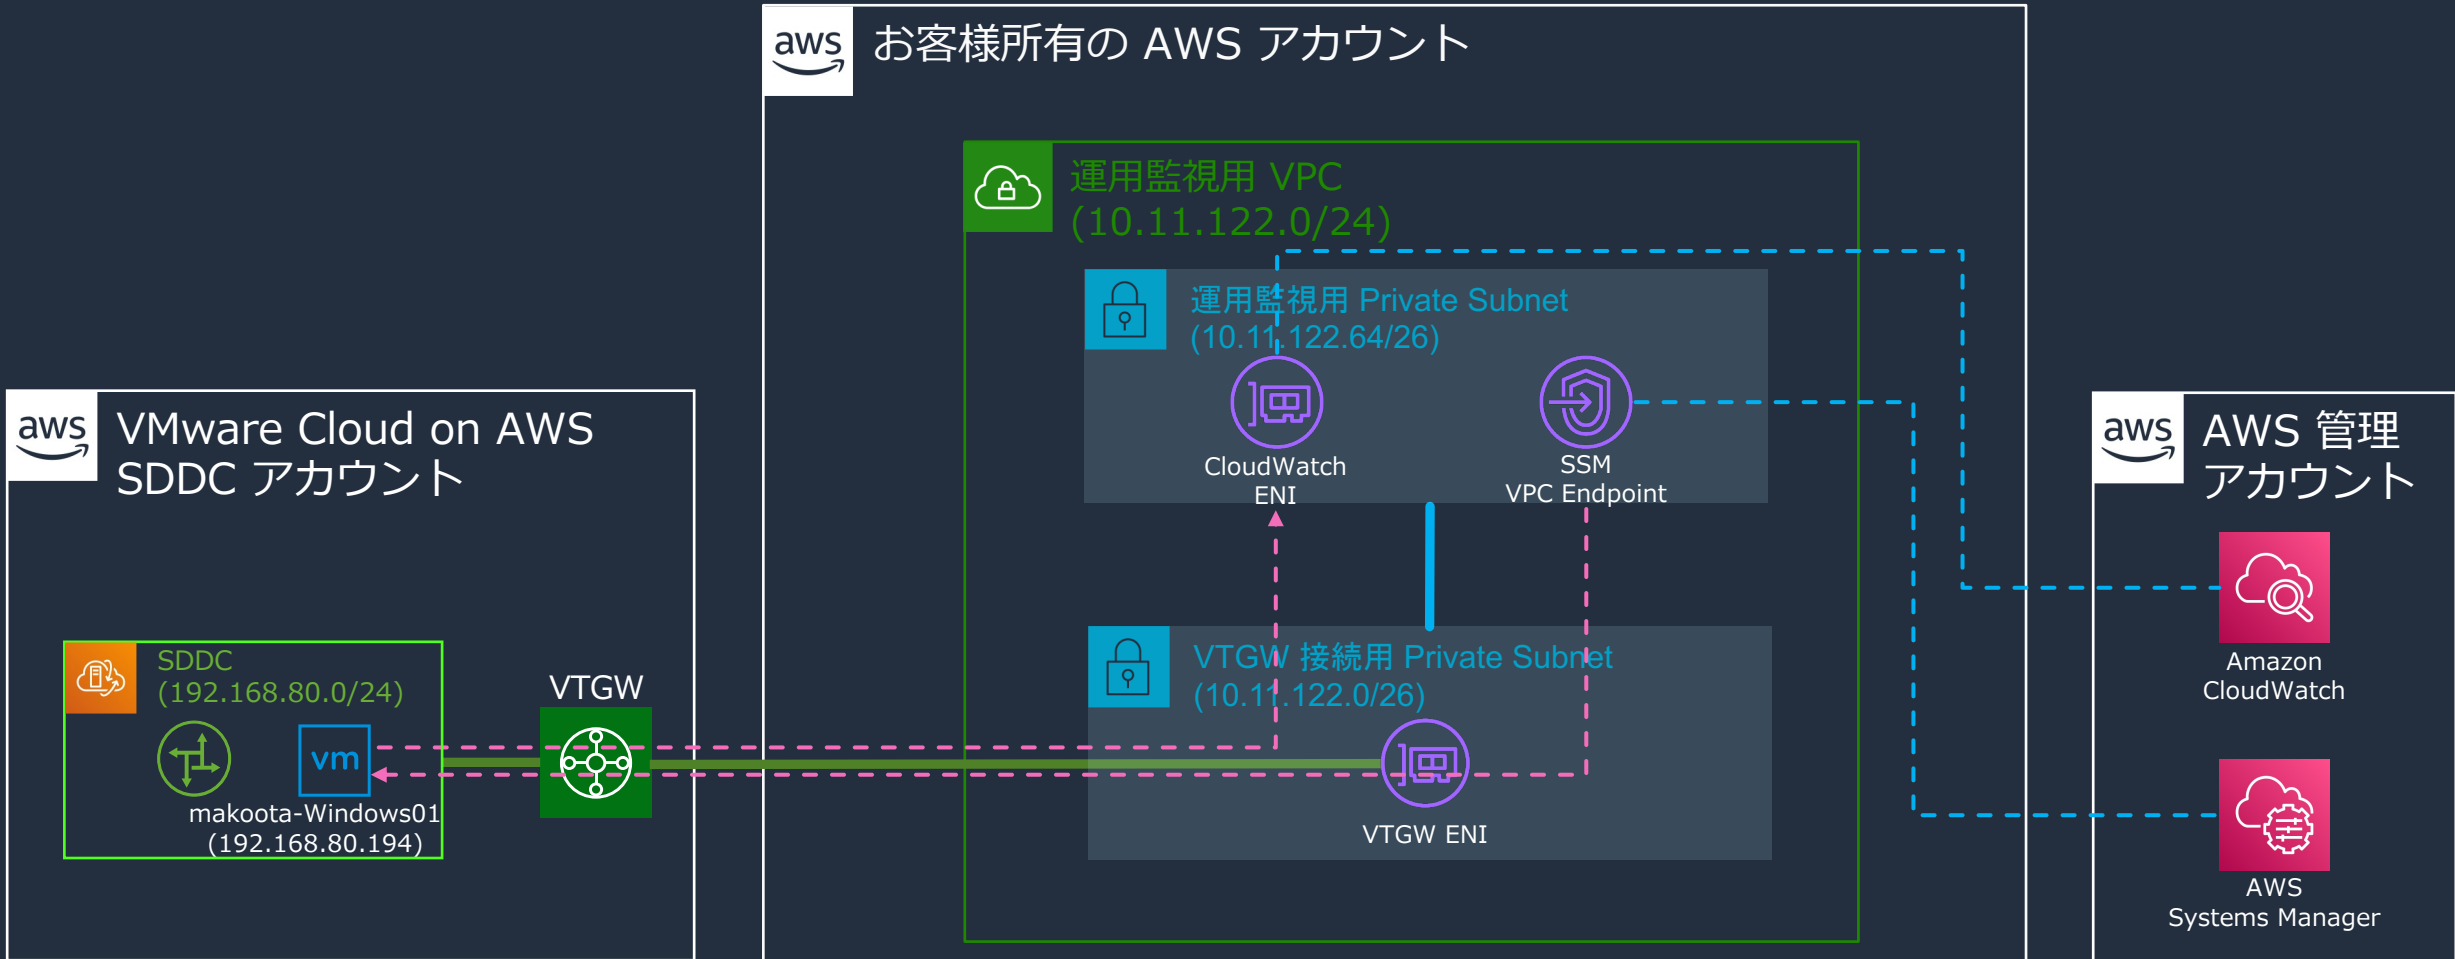 aws
お客様所有の AWS アカウント
運用監視用 VPC
(10.11.122.0/24)
運用監視用 Private Subnet
(10.11.122.64/26)
CloudWatch
ENI
SSM
VPC Endpoint
VTGW 接続用 Private Subnet
(10.11.122.0/26)
VTGW ENI
aws
VMware Cloud on AWS
SDDC アカウント
SDDC
(192.168.80.0/24)
vm
makoota-Windows01
(192.168.80.194)
VTGW
aws
AWS 管理
アカウント
Amazon
CloudWatch
AWS
Systems Manager